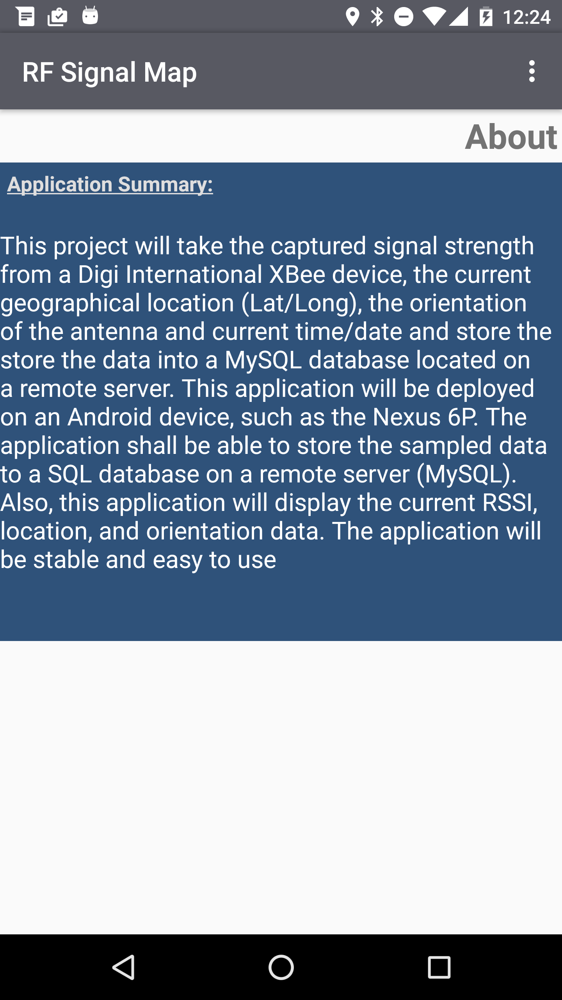 12:24
RF Signal Map
About
Application Summary:
This project will take the captured signal strength
from a Digi International XBee device, the current
geographical location (Lat/Long), the orientation
of the antenna and current time/date and store the
store the data into a MySQL database located on
a remote server. This application will be deployed
on an Android device, such as the Nexus 6P. The
application shall be able to store the sampled data
to a SQL database on a remote server (MySQL).
Also, this application will display the current RSSI,
location, and orientation data. The application will
be stable and easy to use